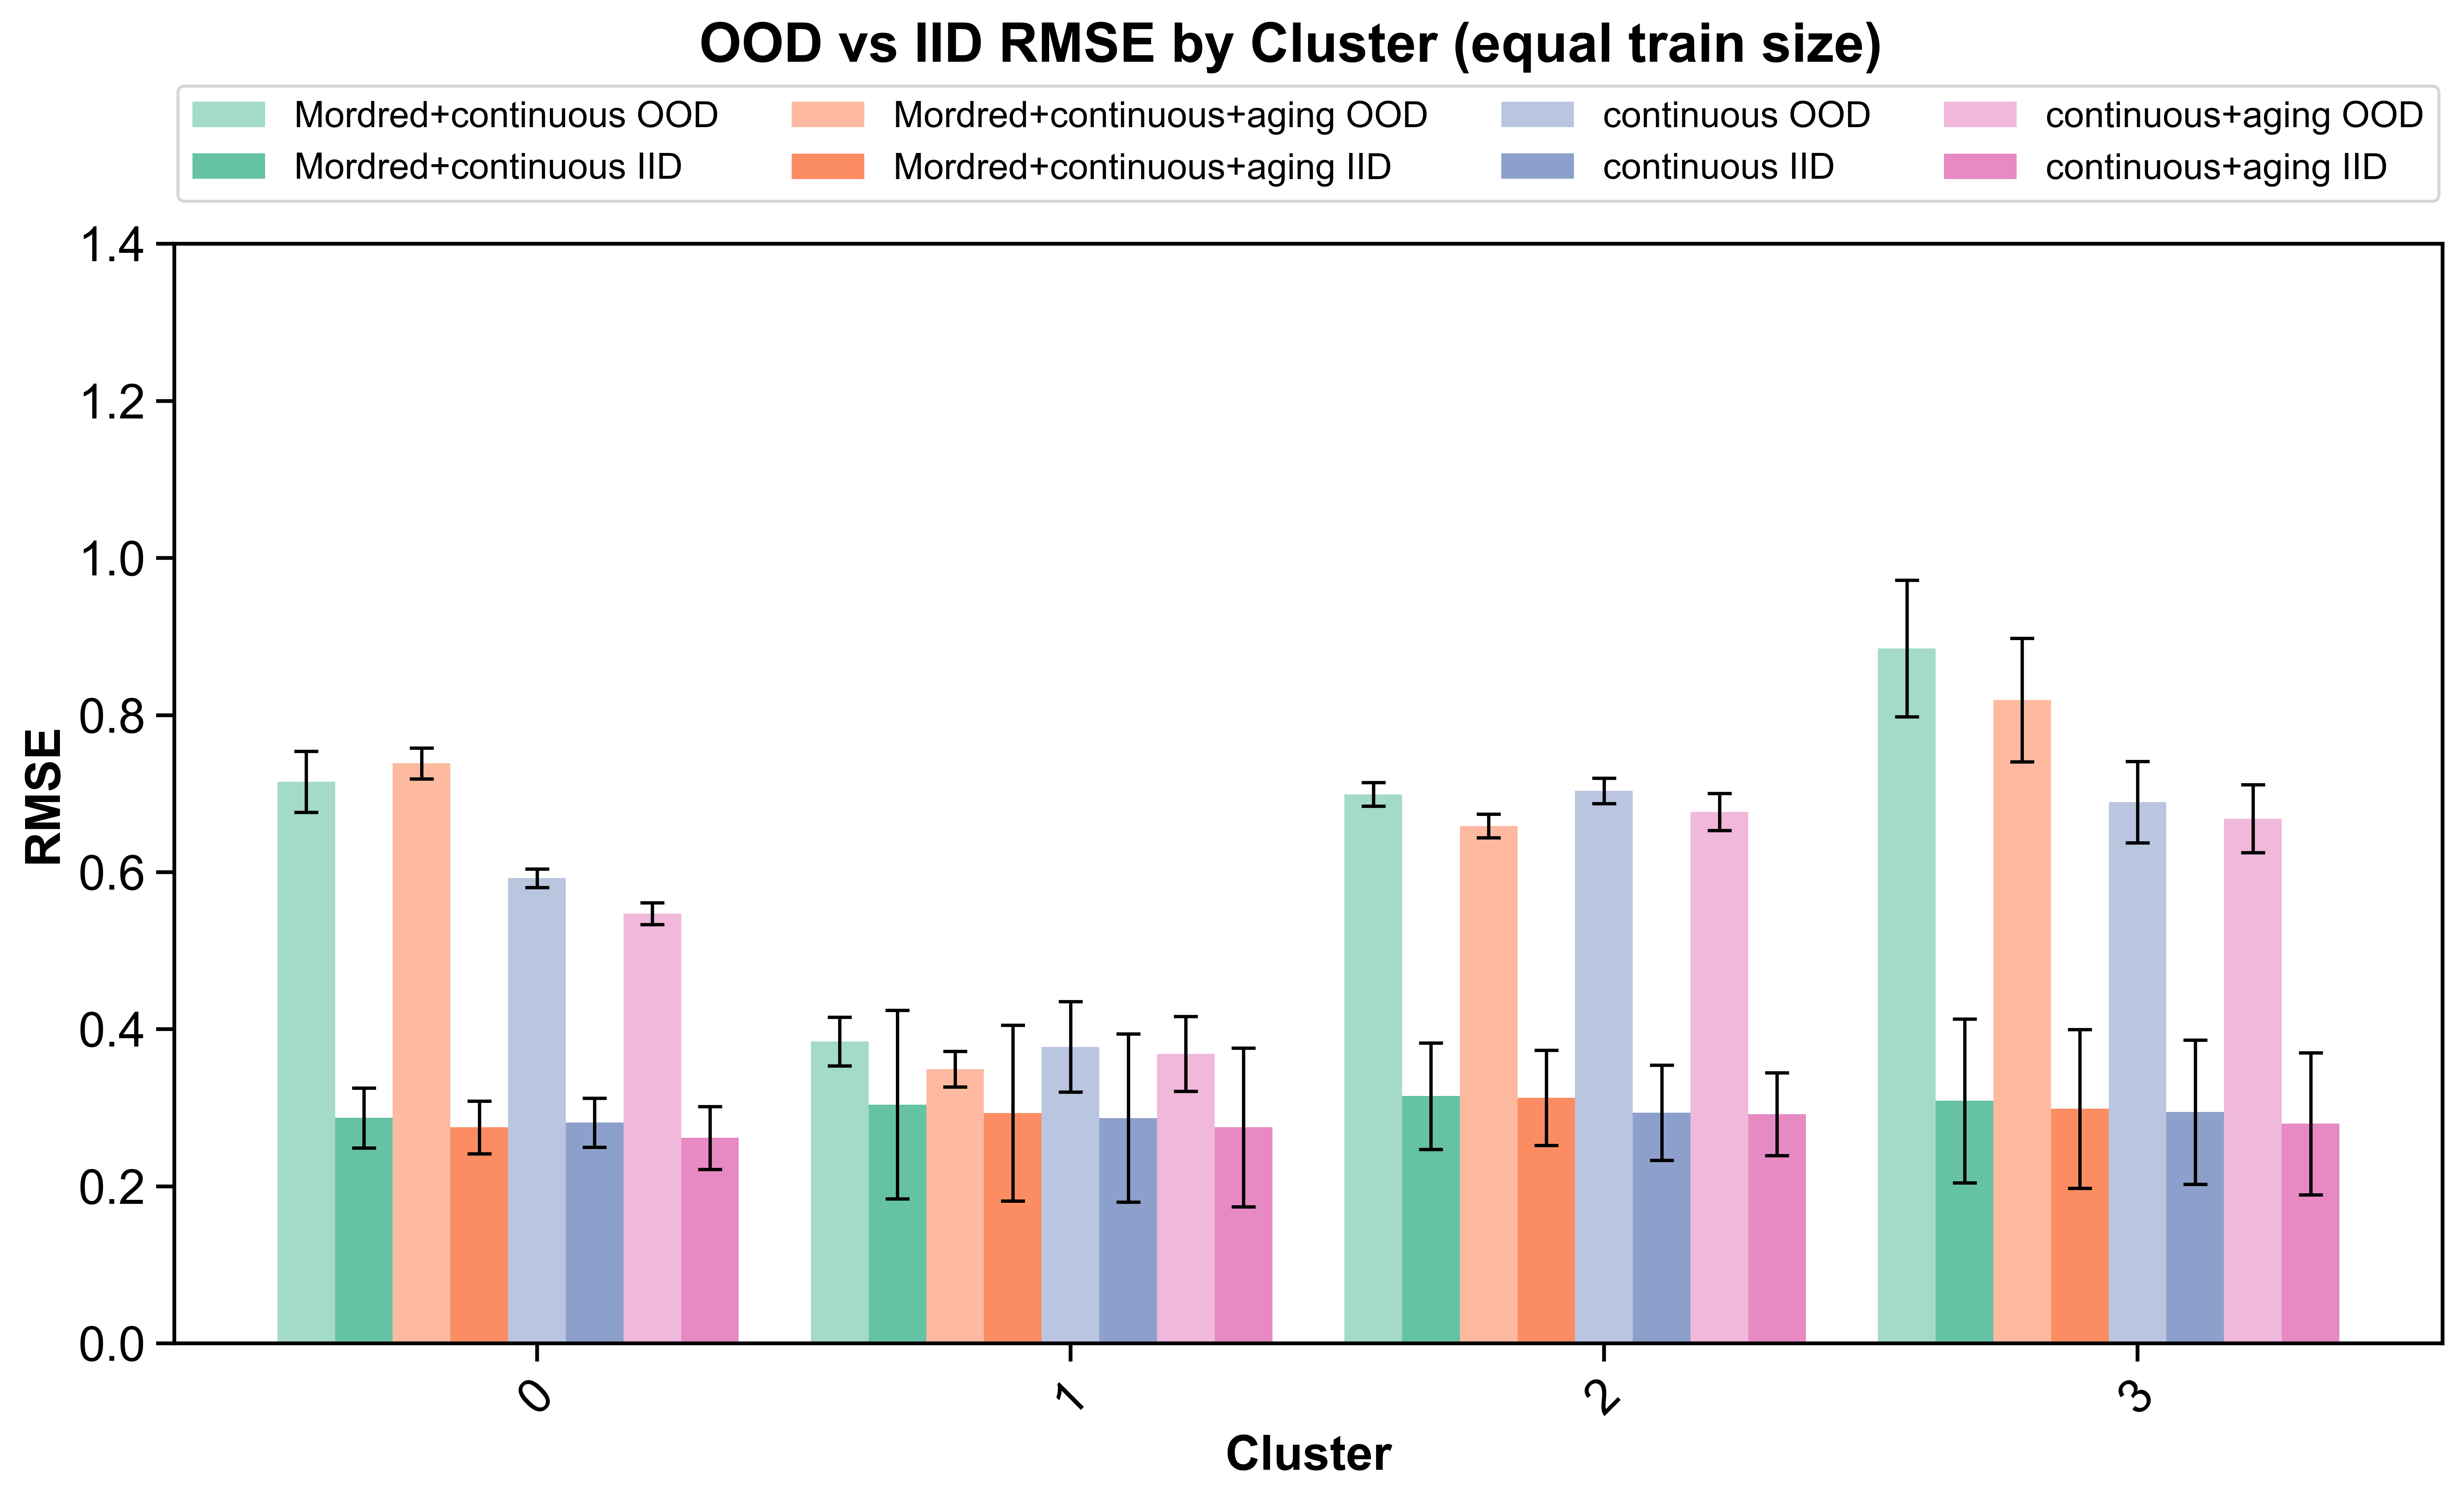 OOD vs IID RMSE by Cluster (equal train size)
Mordred+continuous OOD
Mordred+continuous IID
Mordred+continuous+aging OOD
Mordred+continuous+aging IID
continuous OOD
continuous IID
continuous+aging OOD
continuous+aging IID
1.4
1.2
1.0
0.8
0.6
0.4
0.2
0.0
RMSE
0
1
2
3
Cluster